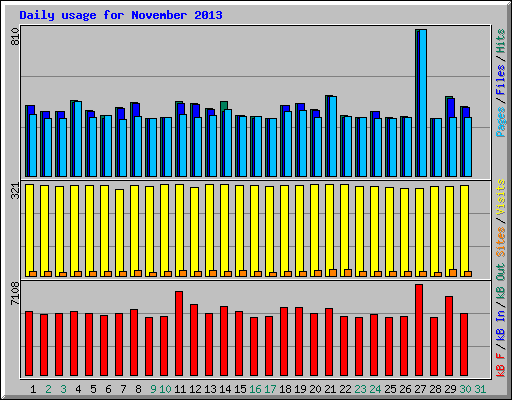 Daily usage for November 2013
810
Pages / Files / Hits
321
Sites / Visits
7108
kB F / kB In / kB Out
1 2 3 4 5 6 7 8 9 10 11 12 13 14 15 16 17 18 19 20 21 22 23 24 25 26 27 28 29 30 31